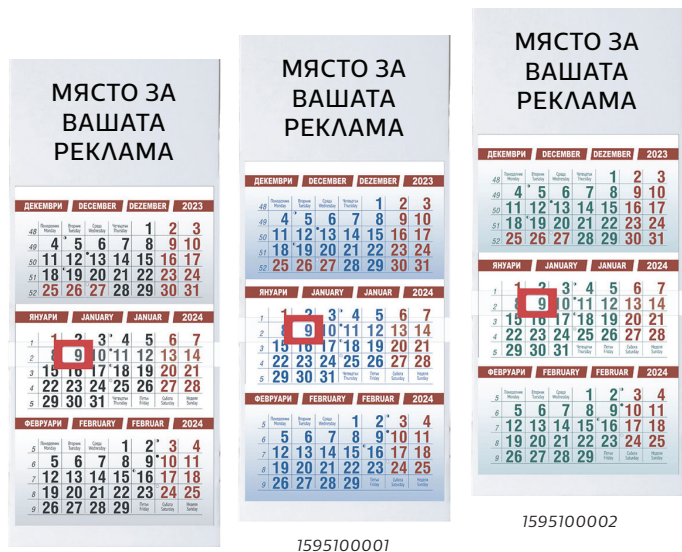 МЯСТО ЗА
ВАШАТА
РЕКЛАМА
ДЕКЕМВРИ DECEMBER DEZEMBER 2023
48 1 2 3
49 4 5 6 7 8 9 10
50 11 12 13 14 15 16 17
51 18 19 20 21 22 23 24
52 25 26 27 28 29 30 31
ЯНУАРИ JANUARY JANUAR 2024
1 1 2 3 4 5 6 7
2 8 9 10 11 12 13 14
3 15 16 17 18 19 20 21
4 22 23 24 25 26 27 28
5 29 30 31
ФЕВРУАРИ FEBRUARY FEBRUAR 2024
5 1 2 3 4
6 5 6 7 8 9 10 11
7 12 13 14 15 16 17 18
8 19 20 21 22 23 24 25
9 26 27 28 29
МЯСТО ЗА
ВАШАТА
РЕКЛАМА
ДЕКЕМВРИ DECEMBER DEZEMBER 2023
48 1 2 3
49 4 5 6 7 8 9 10
50 11 12 13 14 15 16 17
51 18 19 20 21 22 23 24
52 25 26 27 28 29 30 31
ЯНУАРИ JANUARY JANUAR 2024
1 1 2 3 4 5 6 7
2 8 9 10 11 12 13 14
3 15 16 17 18 19 20 21
4 22 23 24 25 26 27 28
5 29 30 31
ФЕВРУАРИ FEBRUARY FEBRUAR 2024
5 1 2 3 4
6 5 6 7 8 9 10 11
7 12 13 14 15 16 17 18
8 19 20 21 22 23 24 25
9 26 27 28 29
1595100001
МЯСТО ЗА
ВАШАТА
РЕКЛАМА
ДЕКЕМВРИ DECEMBER DEZEMBER 2023
48 1 2 3
49 4 5 6 7 8 9 10
50 11 12 13 14 15 16 17
51 18 19 20 21 22 23 24
52 25 26 27 28 29 30 31
ЯНУАРИ JANUARY JANUAR 2024
1 1 2 3 4 5 6 7
2 8 9 10 11 12 13 14
3 15 16 17 18 19 20 21
4 22 23 24 25 26 27 28
5 29 30 31
ФЕВРУАРИ FEBRUARY FEBRUAR 2024
5 1 2 3 4
6 5 6 7 8 9 10 11
7 12 13 14 15 16 17 18
8 19 20 21 22 23 24 25
9 26 27 28 29
1595100002